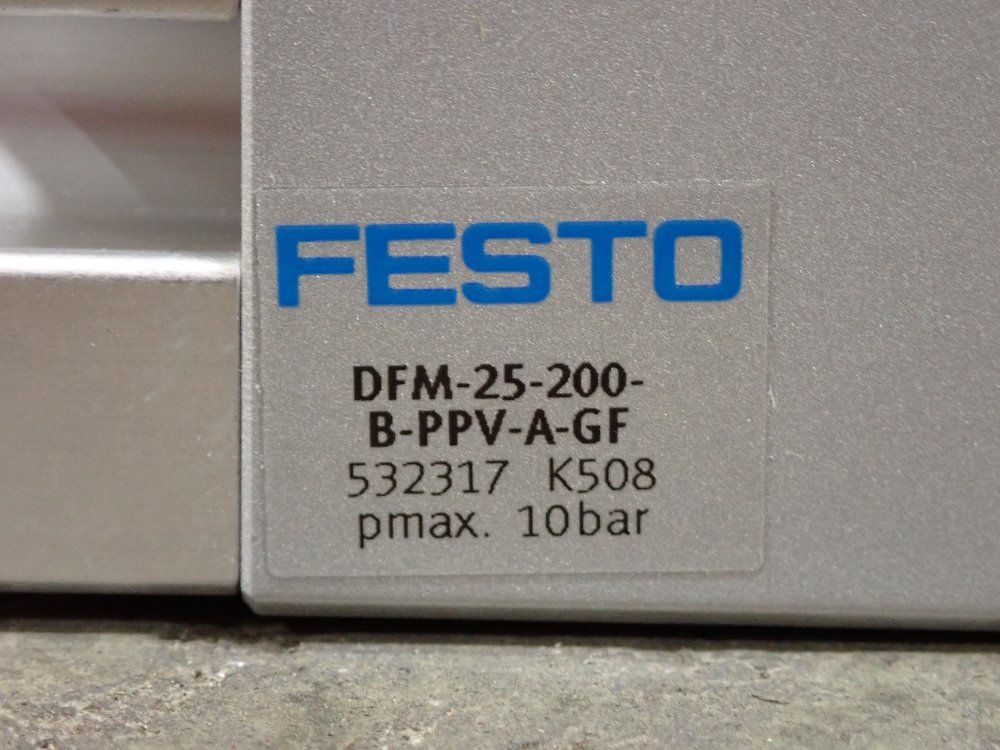 FESTO
DFM-25-200-
B-PPV-A-GF
532317 K508
pmax. 10bar